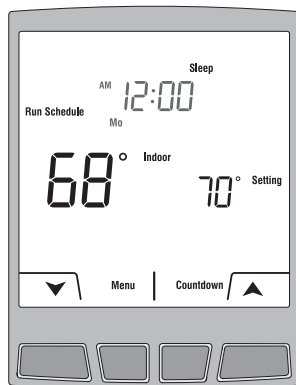 Sleep
AM 12:00
Run Schedule
Mo
68° Indoor
70° Setting
Menu Countdown